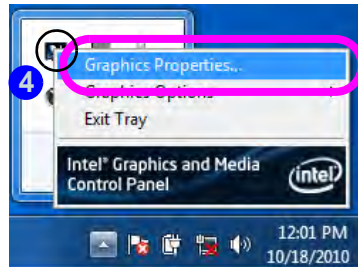 4
Graphics Properties...
Graphics Options
Exit Tray
Intel® Graphics and Media
Control Panel
intel
12:01 PM
10/18/2010